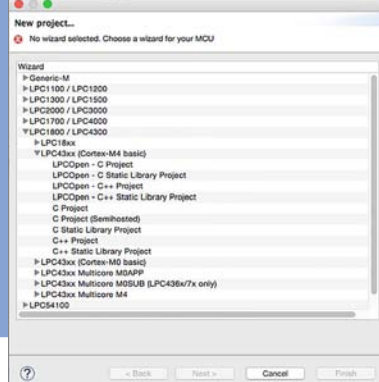 New project...
No wizard selected. Choose a wizard for your MCU
Wizard
Generic-M
LPC1100 / LPC1200
LPC1300 / LPC1500
LPC2000 / LPC3000
LPC1700 / LPC4000
LPC1800 / LPC4300
LPC18xx
LPC43xx (Cortex-M4 basic)
LPCOpen - C Project
LPCOpen - C Static Library Project
LPCOpen - C++ Project
LPCOpen - C++ Static Library Project
C Project
C Project (Semihosted)
C Static Library Project
C++ Project
C++ Static Library Project
LPC43xx (Cortex-M0 basic)
LPC43xx Multicore M0APP
LPC43xx Multicore M0SUB (LPC436x/7x only)
LPC43xx Multicore M4
LPC54100
? < Back Next > Cancel Finish